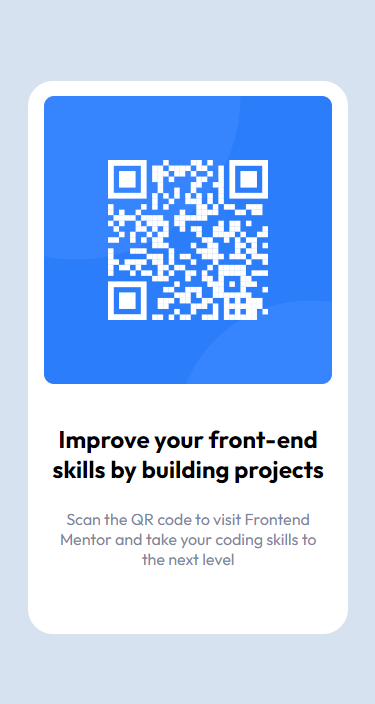 Improve your front-end
skills by building projects
Scan the QR code to visit Frontend
Mentor and take your coding skills to
the next level